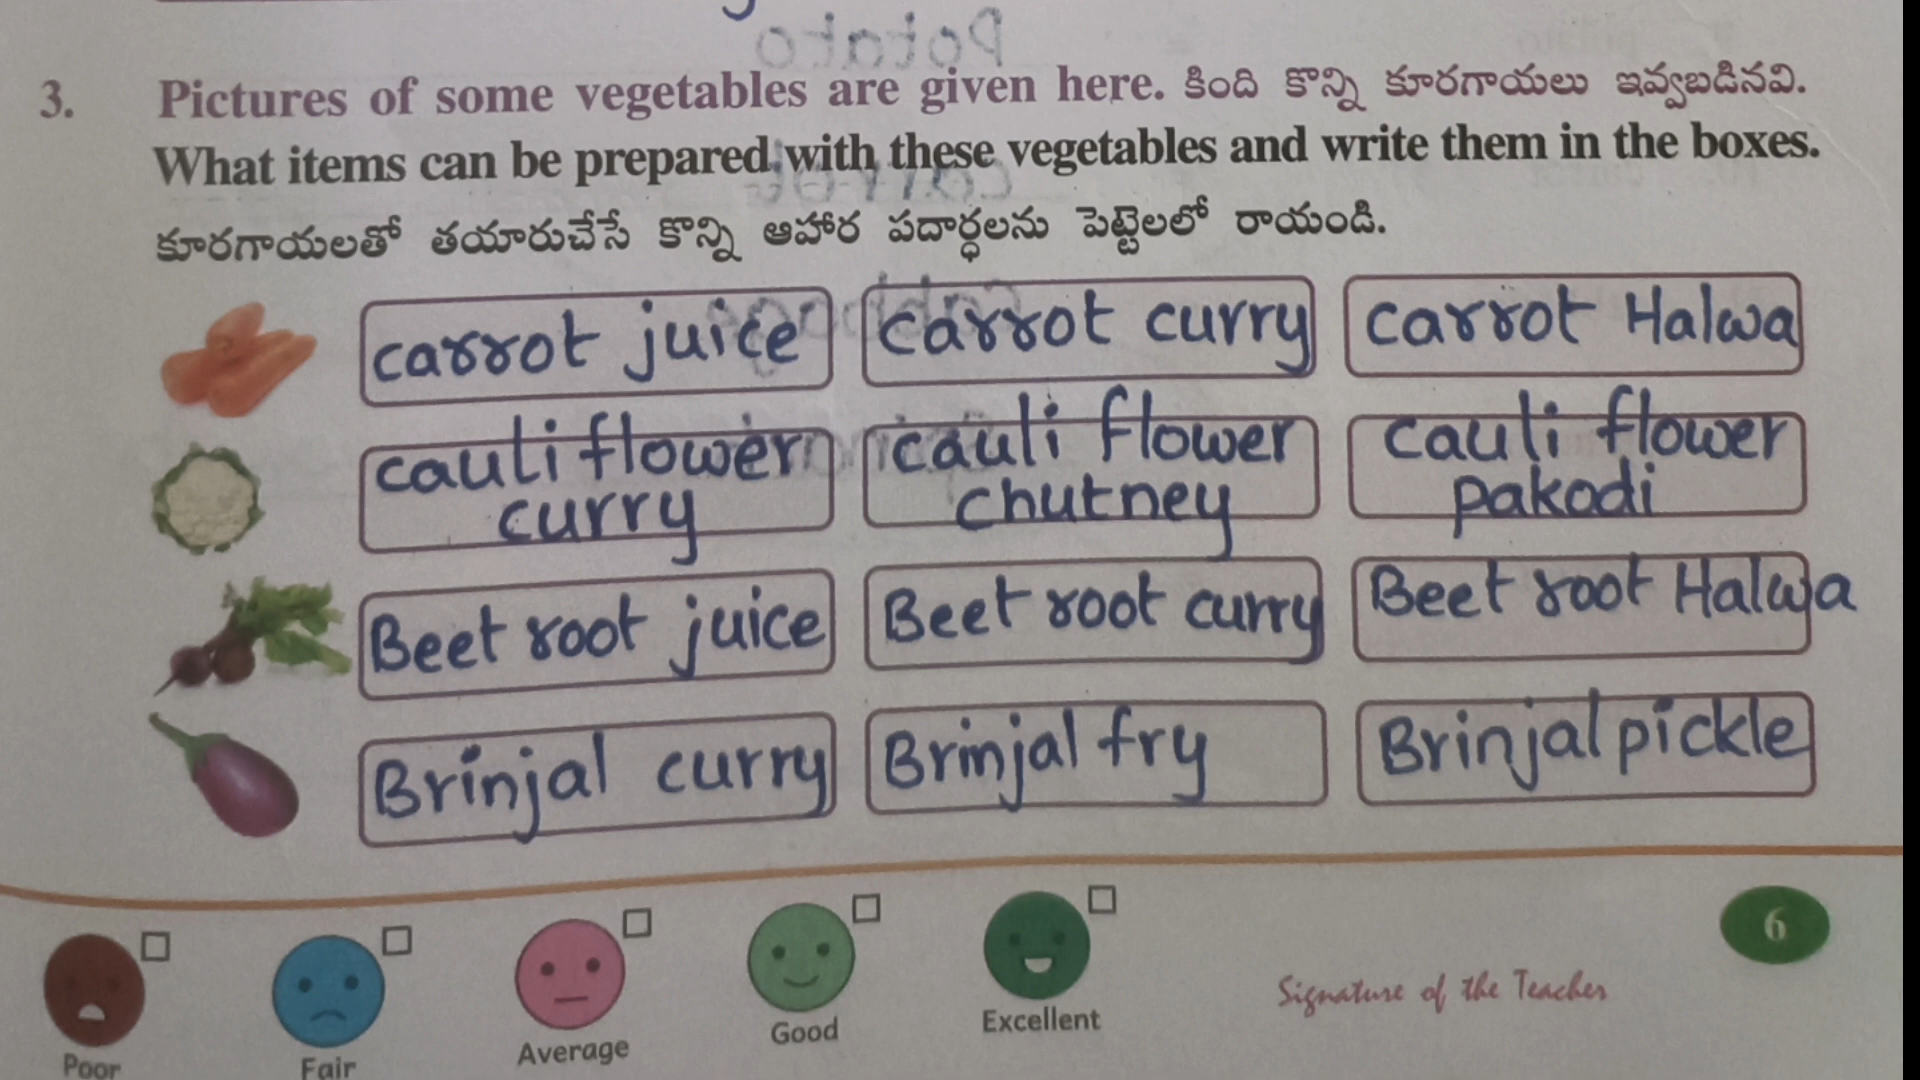 3. Pictures of some vegetables are given here. కింది కొన్ని కూరగాయలు ఇవ్వబడినవి.
What items can be prepared with these vegetables and write them in the boxes.
కూరగాయలతో తయారుచేసే కొన్ని ఆహార పదార్ధలను పెట్టెలలో రాయండి.
carrot juice carrot curry carrot Halwa
cauliflower cauli flower cauli flower
curry chutney pakodi
Beet root juice Beet root curry Beet root Halwa
Brinjal curry Brinjal fry Brinjal pickle
Poor Fair Average Good Excellent
Signature of the Teacher
6